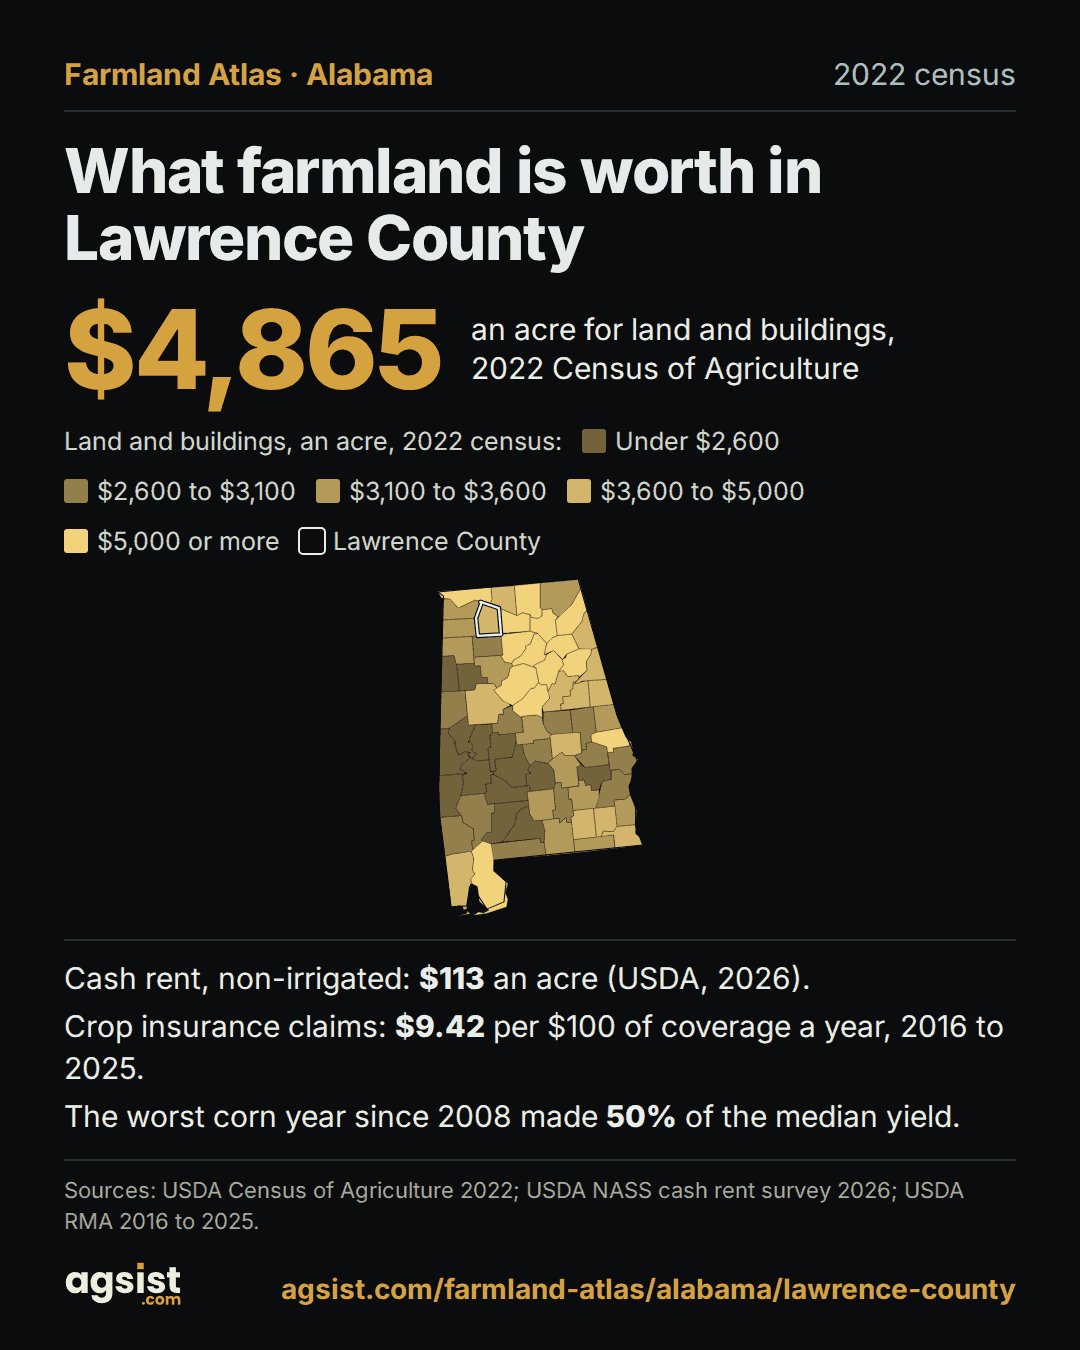 Farmland Atlas · Alabama
2022 census
What farmland is worth in
Lawrence County
$4,865
an acre for land and buildings,
2022 Census of Agriculture
Land and buildings, an acre, 2022 census: Under $2,600
$2,600 to $3,100 $3,100 to $3,600 $3,600 to $5,000
$5,000 or more Lawrence County
Cash rent, non-irrigated: $113 an acre (USDA, 2026).
Crop insurance claims: $9.42 per $100 of coverage a year, 2016 to
2025.
The worst corn year since 2008 made 50% of the median yield.
Sources: USDA Census of Agriculture 2022; USDA NASS cash rent survey 2026; USDA
RMA 2016 to 2025.
agsist
.com
agsist.com/farmland-atlas/alabama/lawrence-county